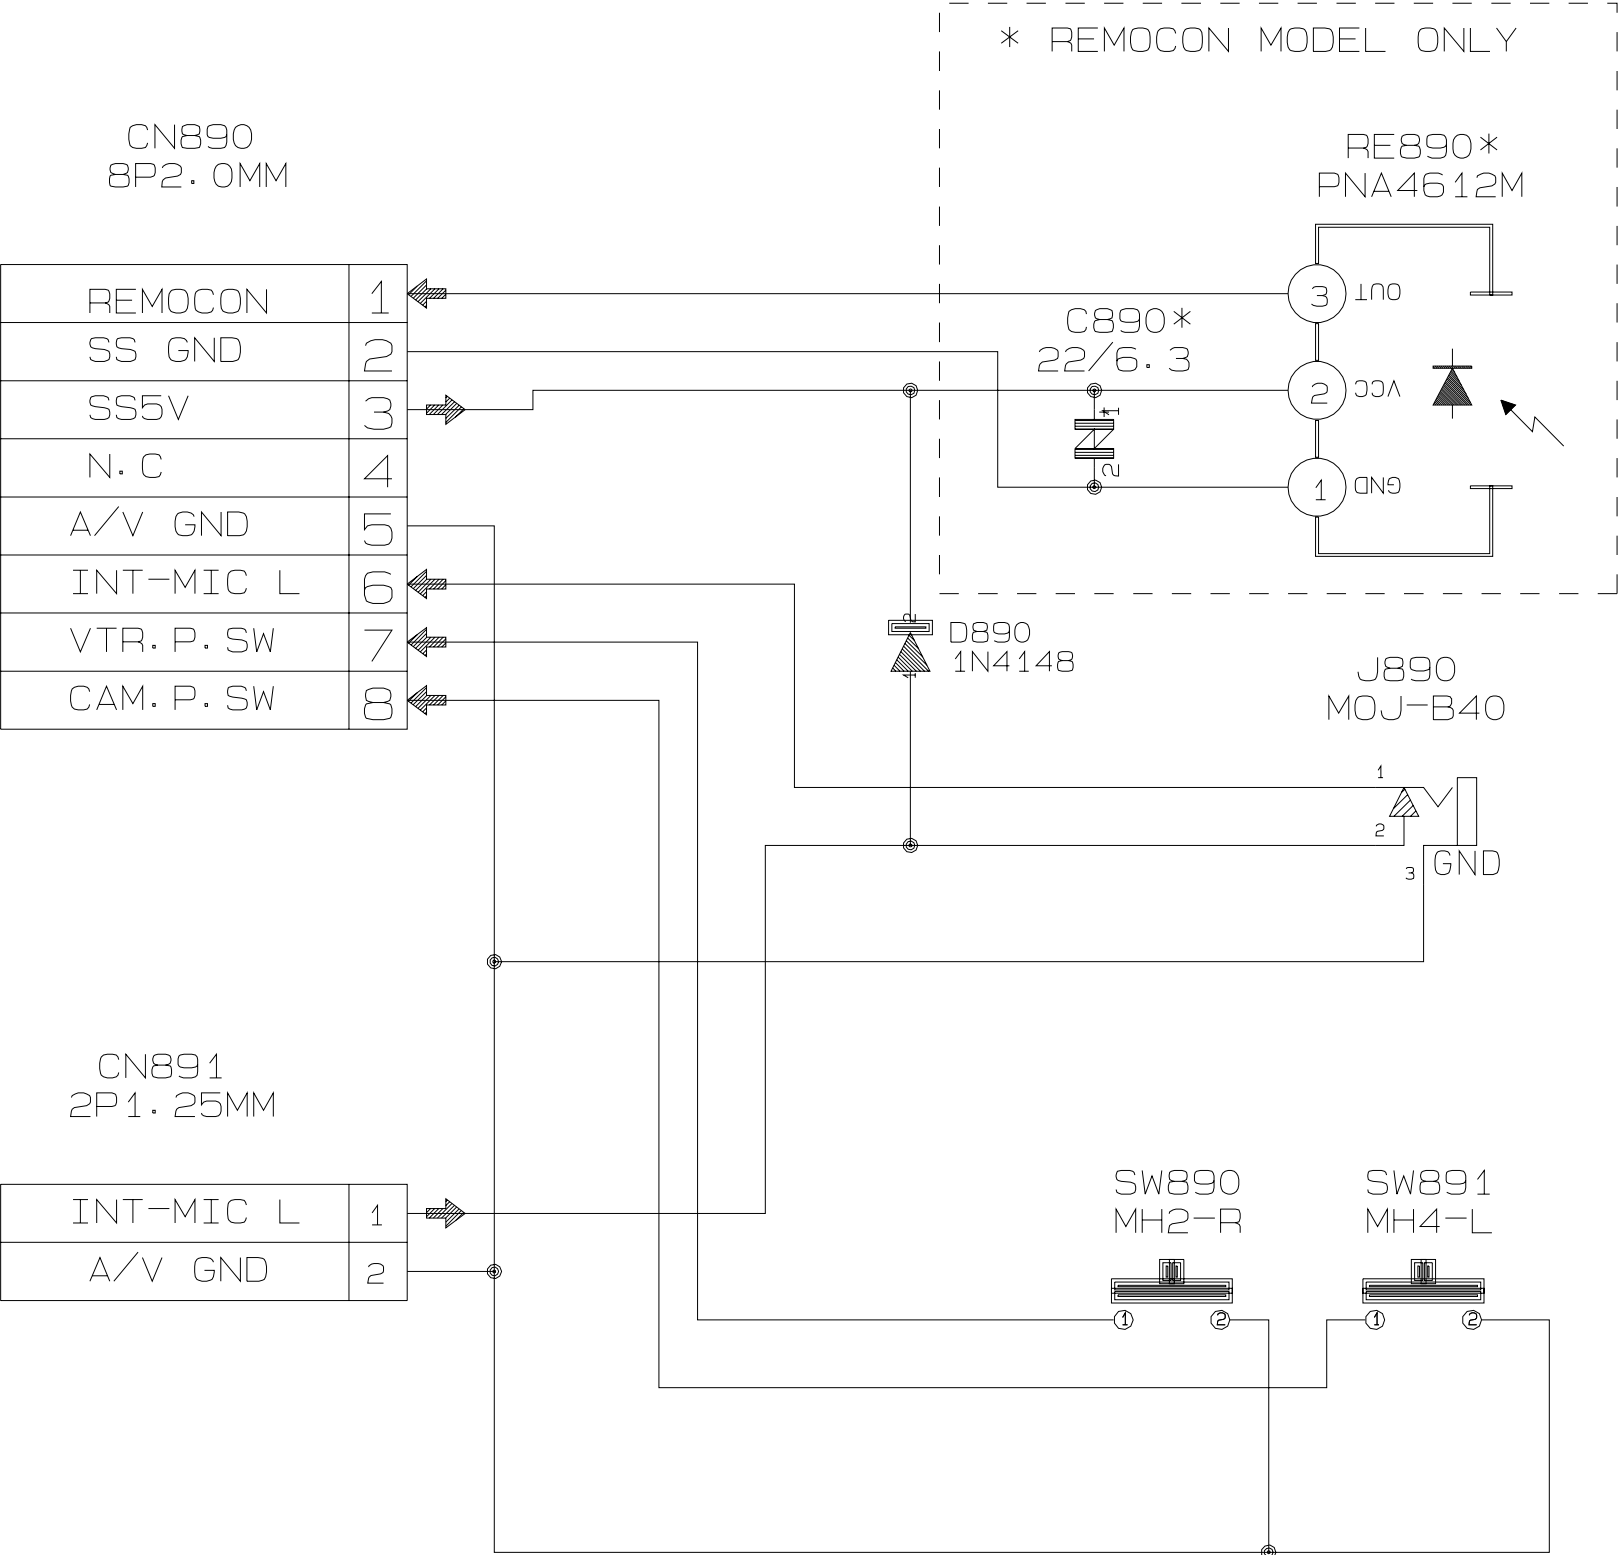 * REMOCON MODEL ONLY
CN890
8P2.0MM
RE890*
PNA4612M
REMOCON 1
SS GND 2
SS5V 3
N.C 4
A/V GND 5
INT-MIC L 6
VTR.P.SW 7
CAM.P.SW 8
3 OUT
C890*
22/6.3
2 VCC
1
2
1 GND
2
D890
1N4148
1
J890
MOJ-B40
1
2
3 GND
CN891
2P1.25MM
INT-MIC L 1
A/V GND 2
SW890
MH2-R
SW891
MH4-L
1 2
1 2